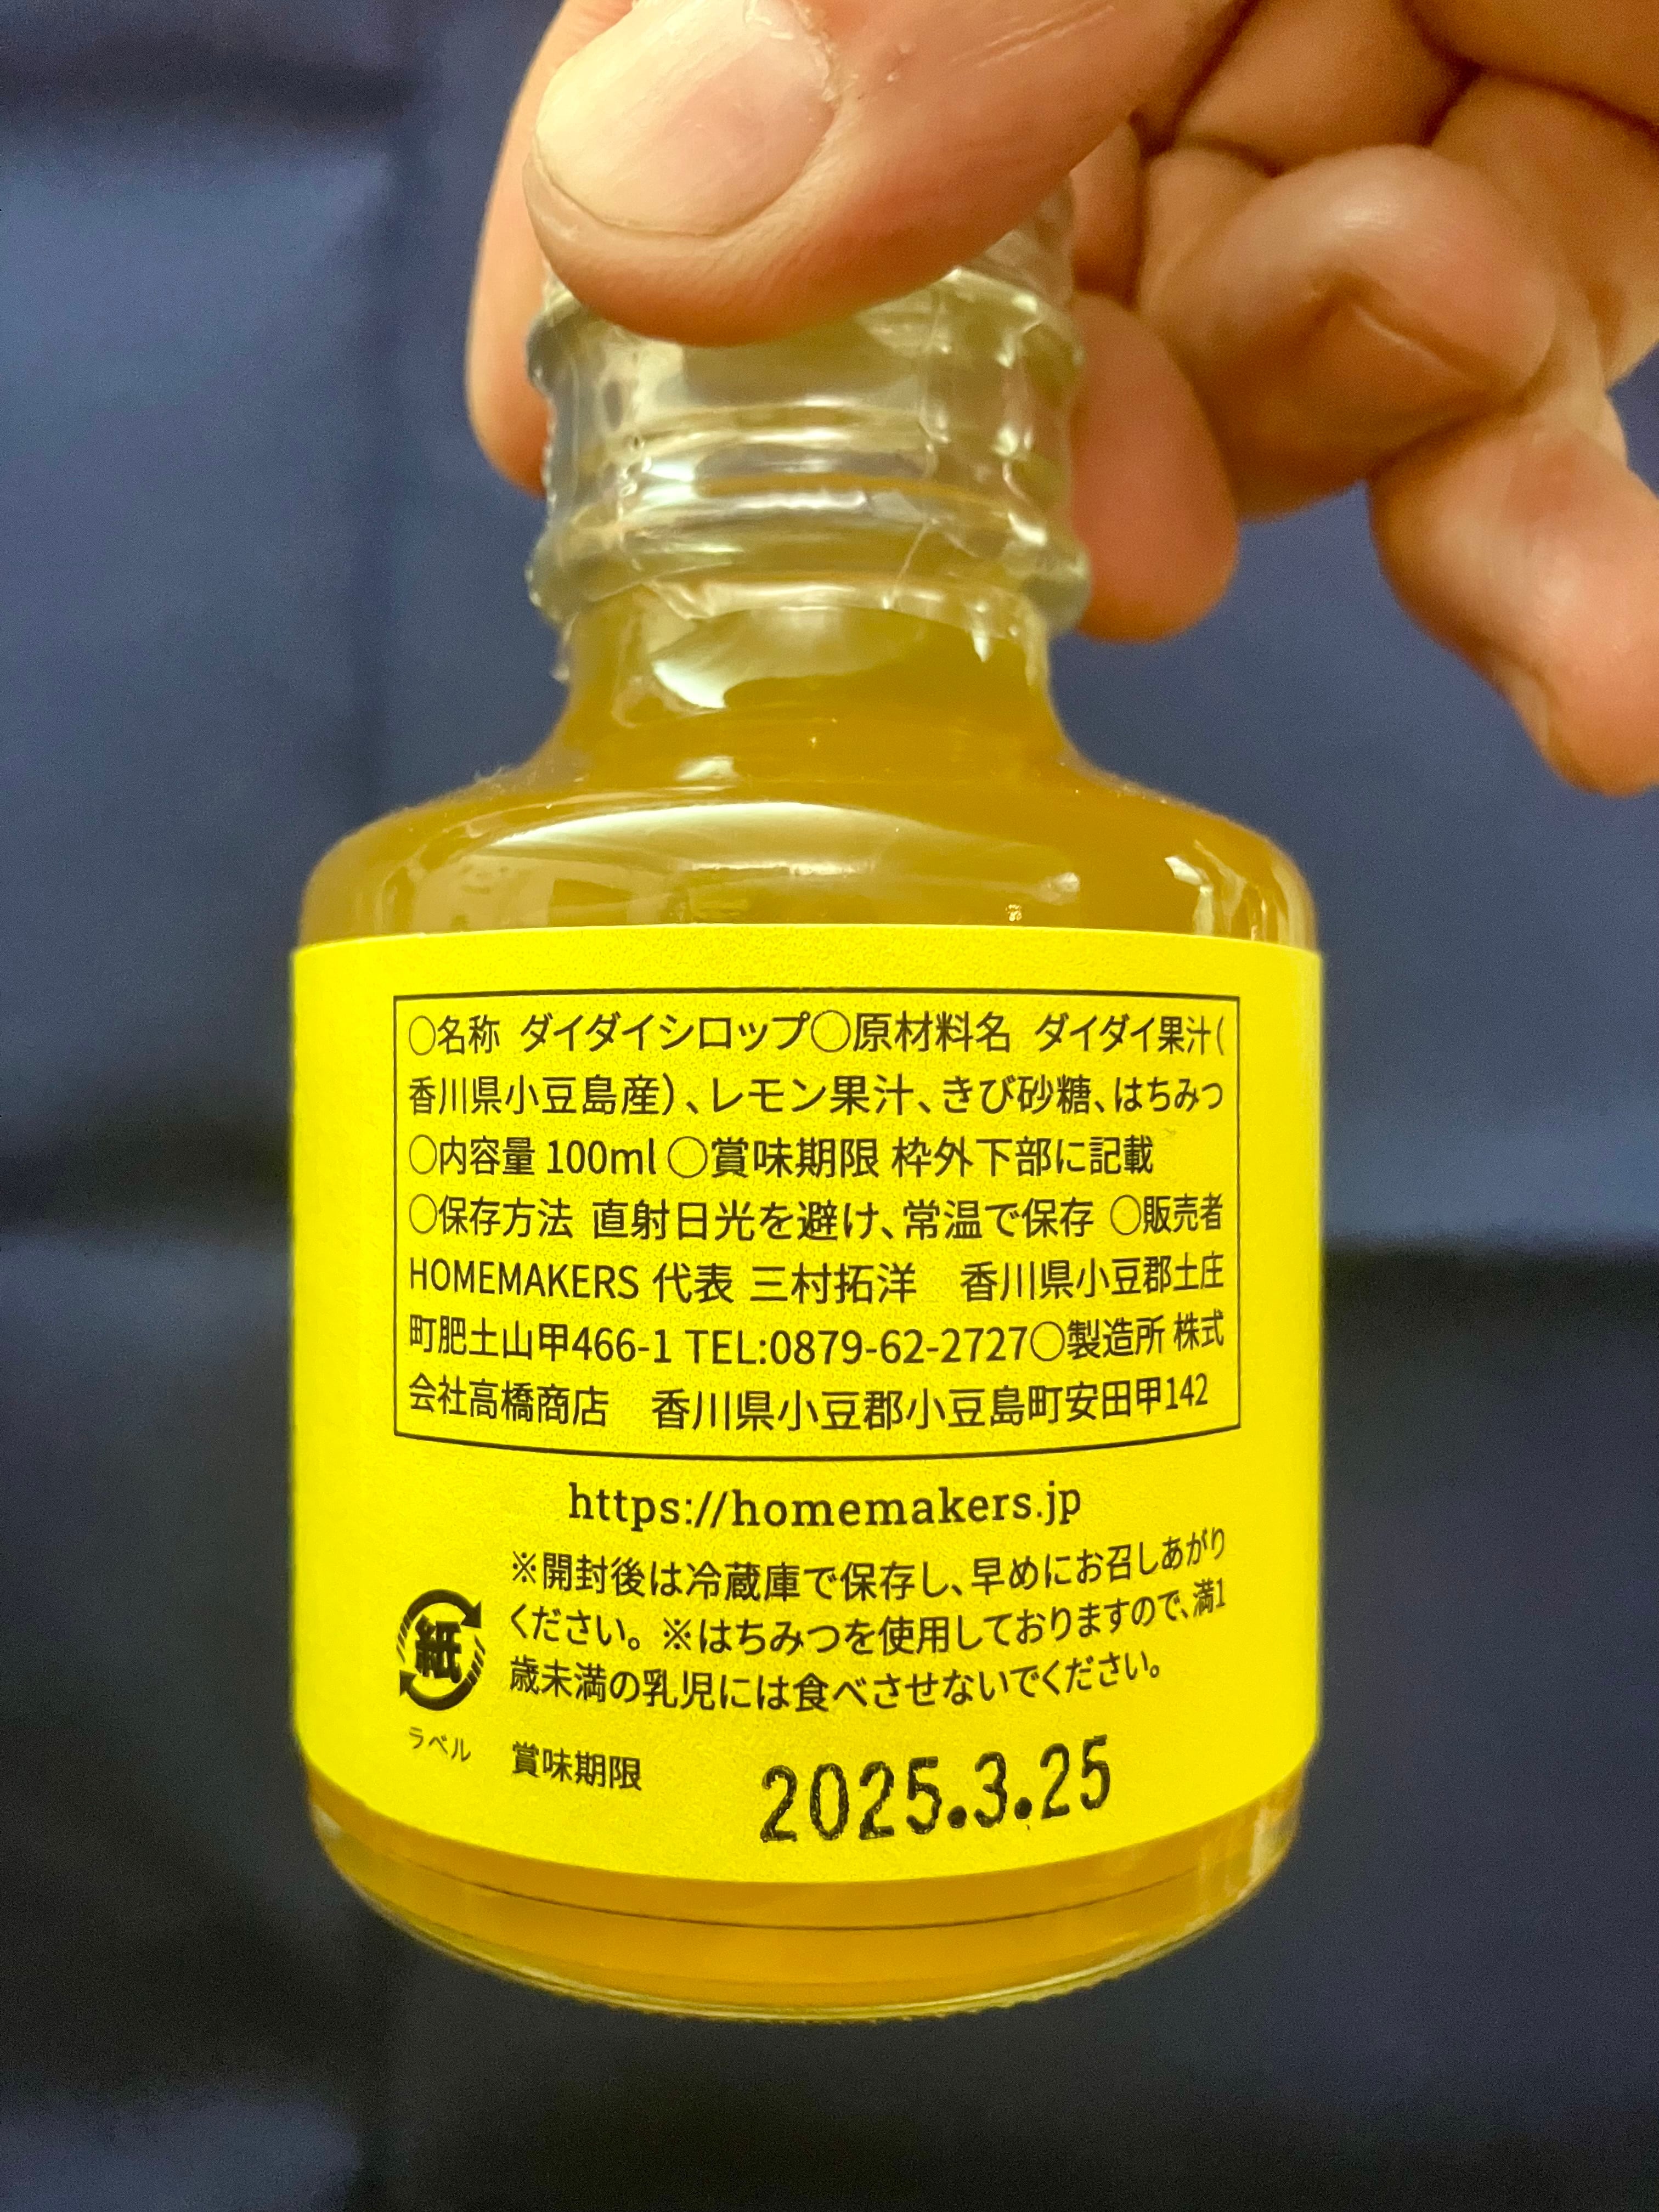 ○名称 ダイダイシロップ○原材料名 ダイダイ果汁(
香川県小豆島産)、レモン果汁、きび砂糖、はちみつ
○内容量 100ml ○賞味期限 枠外下部に記載
○保存方法 直射日光を避け、常温で保存 ○販売者
HOMEMAKERS 代表 三村拓洋 香川県小豆郡土庄
町肥土山甲466-1 TEL:0879-62-2727○製造所 株式
会社高橋商店 香川県小豆郡小豆島町安田甲142
https://homemakers.jp
※開封後は冷蔵庫で保存し、早めにお召しあがり
ください。※はちみつを使用しておりますので、満1
歳未満の乳児には食べさせないでください。
紙
ラベル
賞味期限 2025.3.25